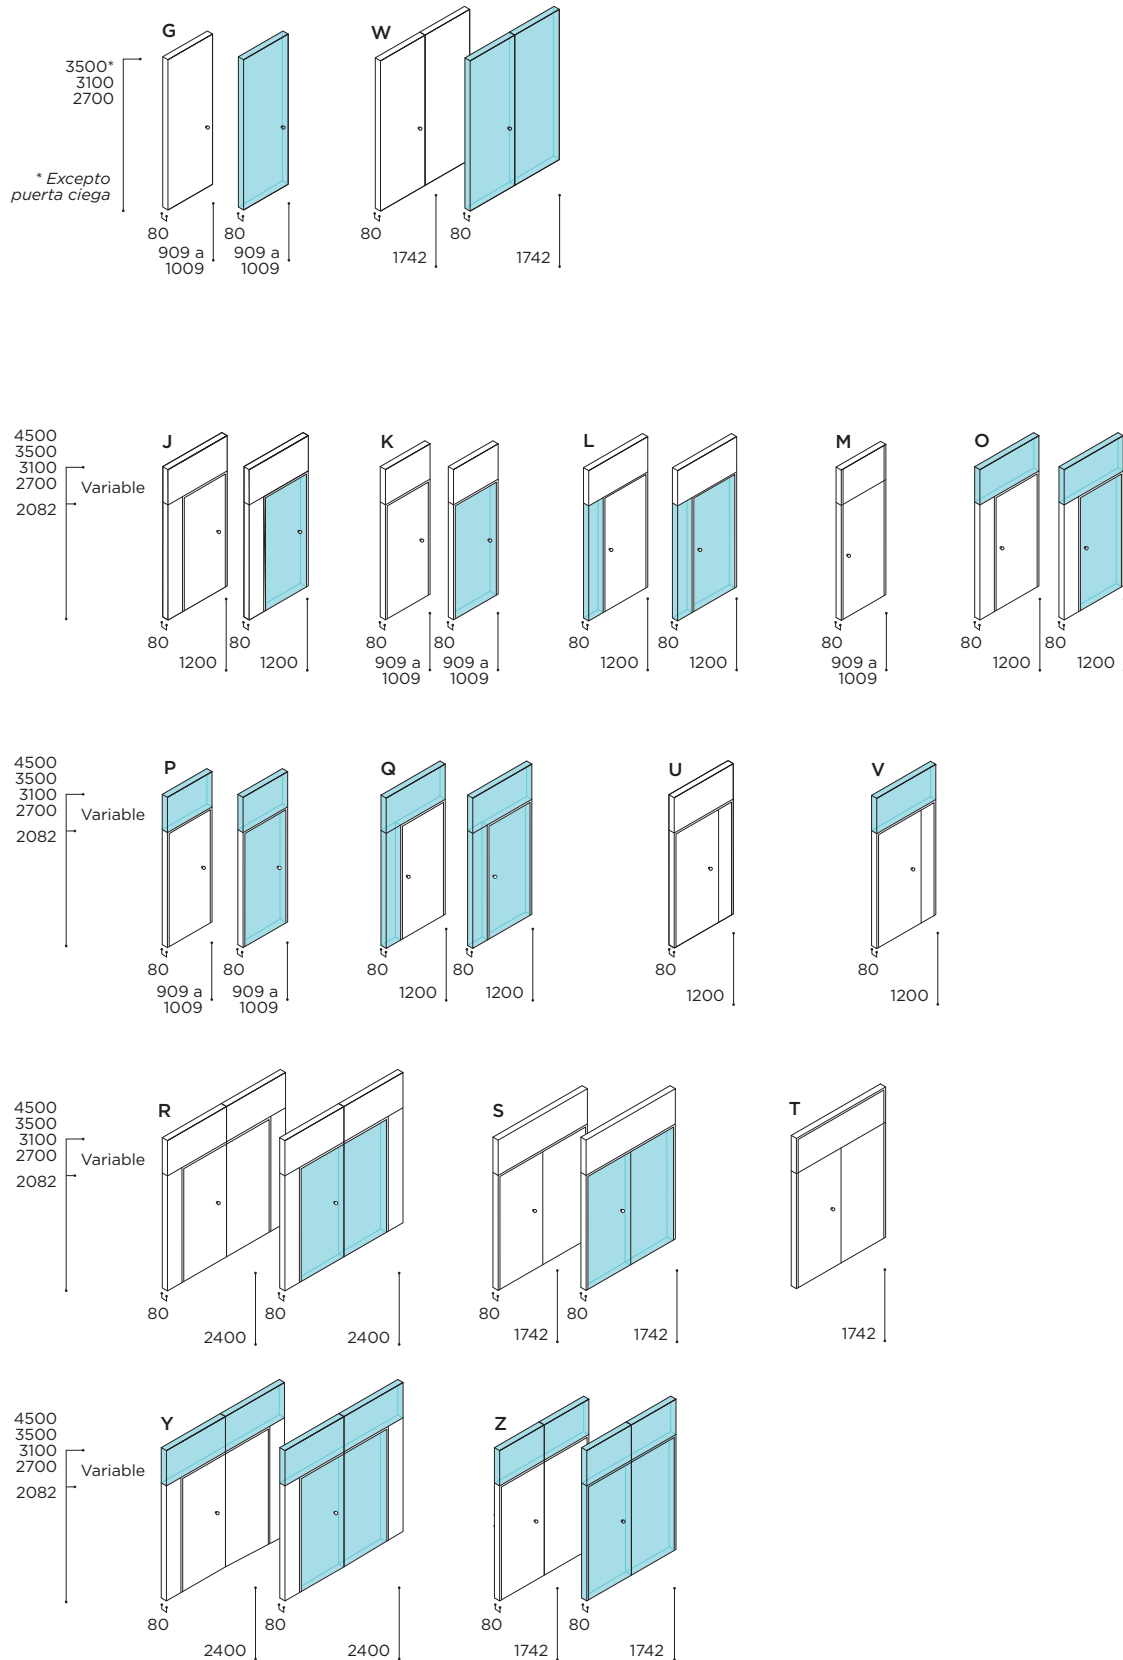 G
W
3500*
3100
2700
* Excepto
puerta ciega
80
80
80
80
909 a
1009
909 a
1009
1742
1742
4500
3500
3100
2700
2082
Variable
J
K
L
M
O
80
80
80
80
80
80
80
80
80
1200
1200
909 a
1009
909 a
1009
1200
1200
909 a
1009
1200
1200
4500
3500
3100
2700
2082
Variable
P
Q
U
V
80
80
80
80
80
80
909 a
1009
909 a
1009
1200
1200
1200
1200
4500
3500
3100
2700
2082
Variable
R
S
T
80
80
80
80
2400
2400
1742
1742
1742
4500
3500
3100
2700
2082
Variable
Y
Z
80
80
80
80
2400
2400
1742
1742